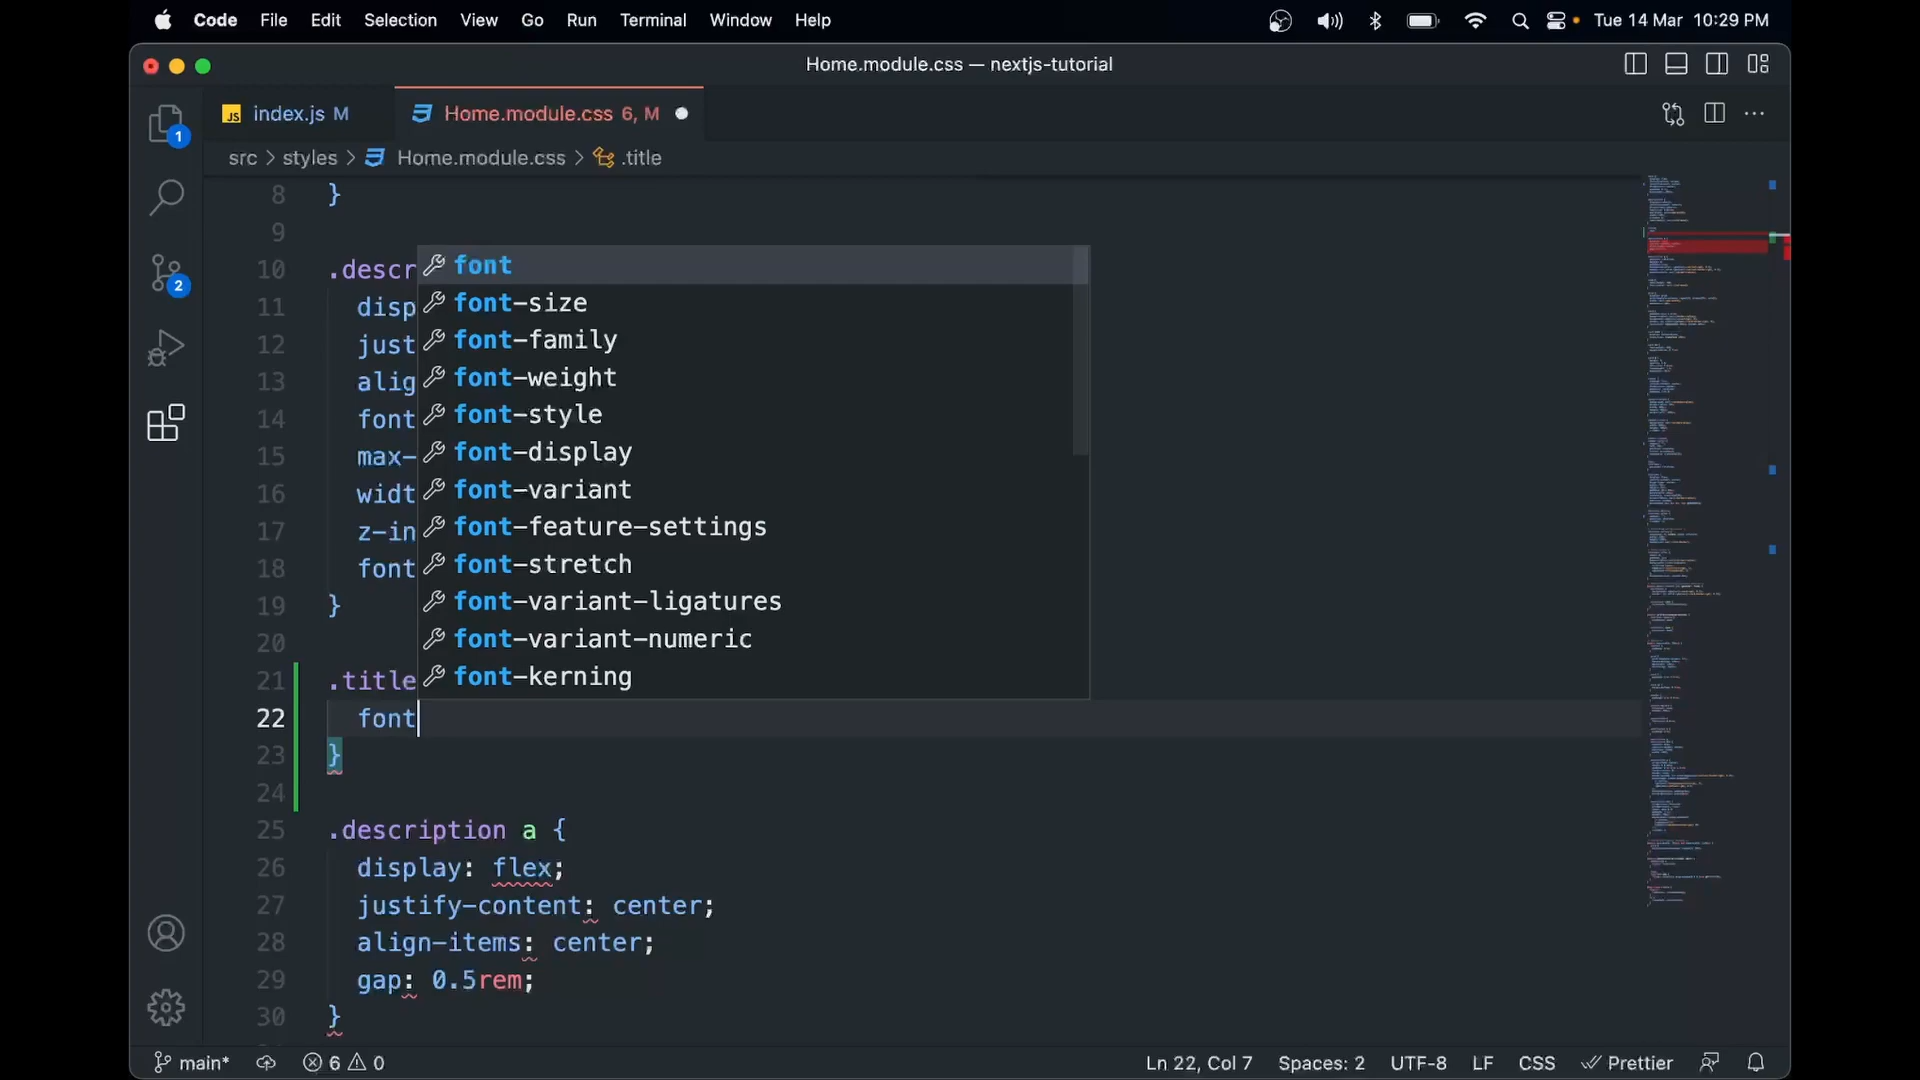 Code File Edit Selection View Go Run Terminal Window Help Tue 14 Mar 10:29 PM
Home.module.css — nextjs-tutorial
JS index.js M Home.module.css 6, M
src > styles > Home.module.css > .title
1
2
8 }
9
10 .descr
11 disp
12 just
13 alig
14 font
15 max-
16 widt
17 z-in
18 font
19 }
20
font
font-size
font-family
font-weight
font-style
font-display
font-variant
font-feature-settings
font-stretch
font-variant-ligatures
font-variant-numeric
font-kerning
21 .title
22 font
23 }
24
25 .description a {
26 display: flex;
27 justify-content: center;
28 align-items: center;
29 gap: 0.5rem;
30 }
main* 6 0 Ln 22, Col 7 Spaces: 2 UTF-8 LF CSS Prettier